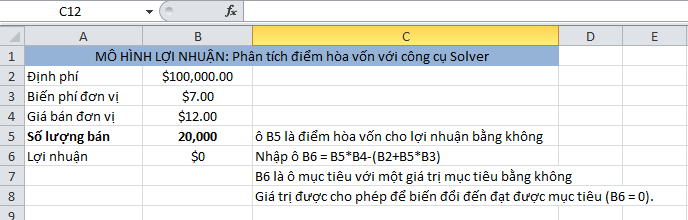 C12 fx
A B C D E
1 MÔ HÌNH LỢI NHUẬN: Phân tích điểm hòa vốn với công cụ Solver
2 Định phí $100,000.00
3 Biến phí đơn vị $7.00
4 Giá bán đơn vị $12.00
5 Số lượng bán 20,000 ô B5 là điểm hòa vốn cho lợi nhuận bằng không
6 Lợi nhuận $0 Nhập ô B6 = B5*B4-(B2+B5*B3)
7 B6 là ô mục tiêu với một giá trị mục tiêu bằng không
8 Giá trị được cho phép để biến đổi đến đạt được mục tiêu (B6 = 0).
9